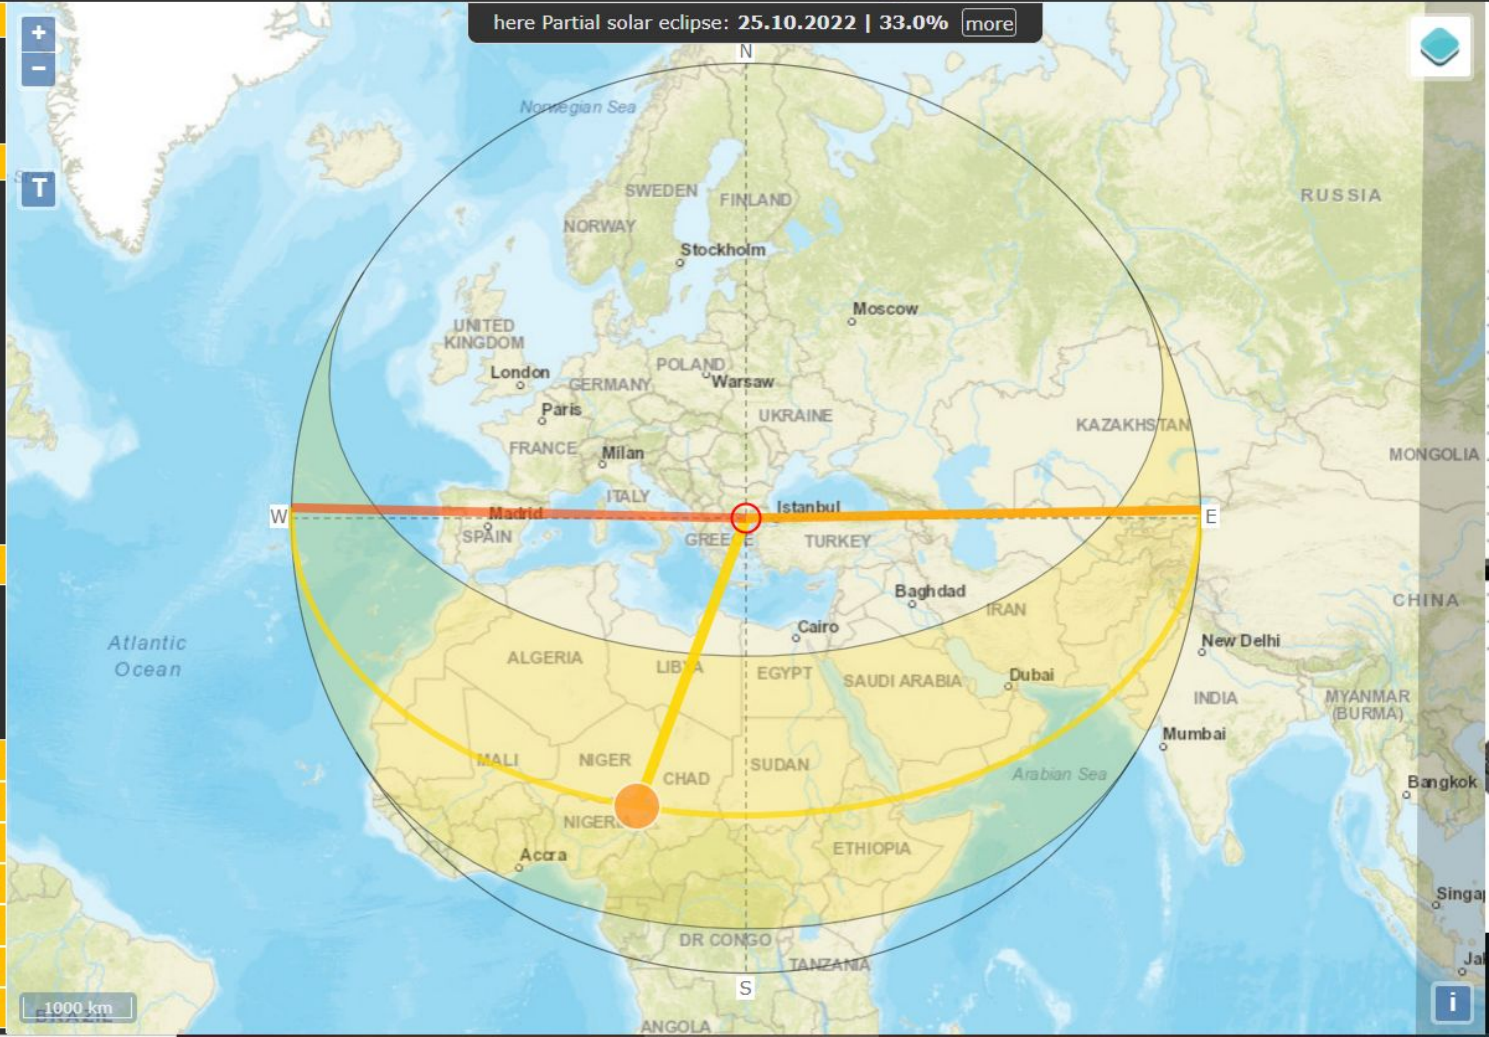 here Partial solar eclipse: 25.10.2022 | 33.0% more
+
−
T
N
Norwegian Sea
SWEDEN
FINLAND
NORWAY
RUSSIA
Stockholm
Moscow
UNITED
KINGDOM
London
POLAND
Warsaw
GERMANY
Paris
UKRAINE
KAZAKHSTAN
FRANCE
Milan
MONGOLIA
ITALY
Istanbul
Madrid
W
E
SPAIN
GREECE
TURKEY
Baghdad
IRAN
CHINA
Cairo
New Delhi
Atlantic
Ocean
ALGERIA
LIBYA
EGYPT
SAUDI ARABIA
Dubai
INDIA
MYANMAR
(BURMA)
Mumbai
MALI
NIGER
CHAD
SUDAN
Arabian Sea
Bangkok
NIGER
ETHIOPIA
Accra
Singa
DR CONGO
TANZANIA
Ja
S
1000 km
BRAZIL
ANGOLA
i